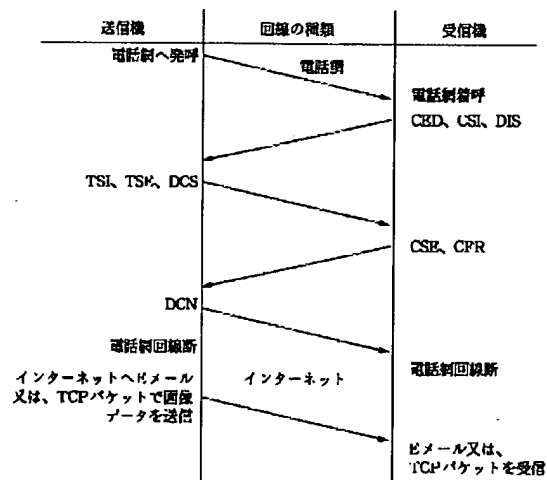 送信機 回線の種類 受信機
電話網へ発呼
電話網
電話網着呼
CED、CSI、DIS
TSI、TSE、DCS
CSE、CFR
DCN
電話網回線断
電話網回線断
インターネットへEメール
又は、TCPパケットで画像
データを送信
インターネット
Eメール又は、
TCPパケットを受信